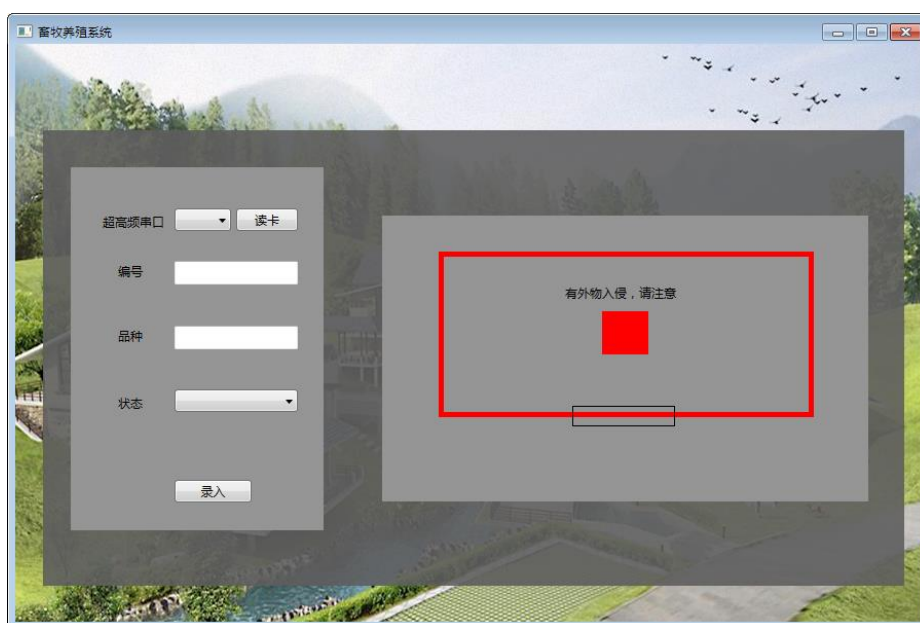 畜牧养殖系统
超高频串口
读卡
编号
品种
状态
录入
有外物入侵，请注意